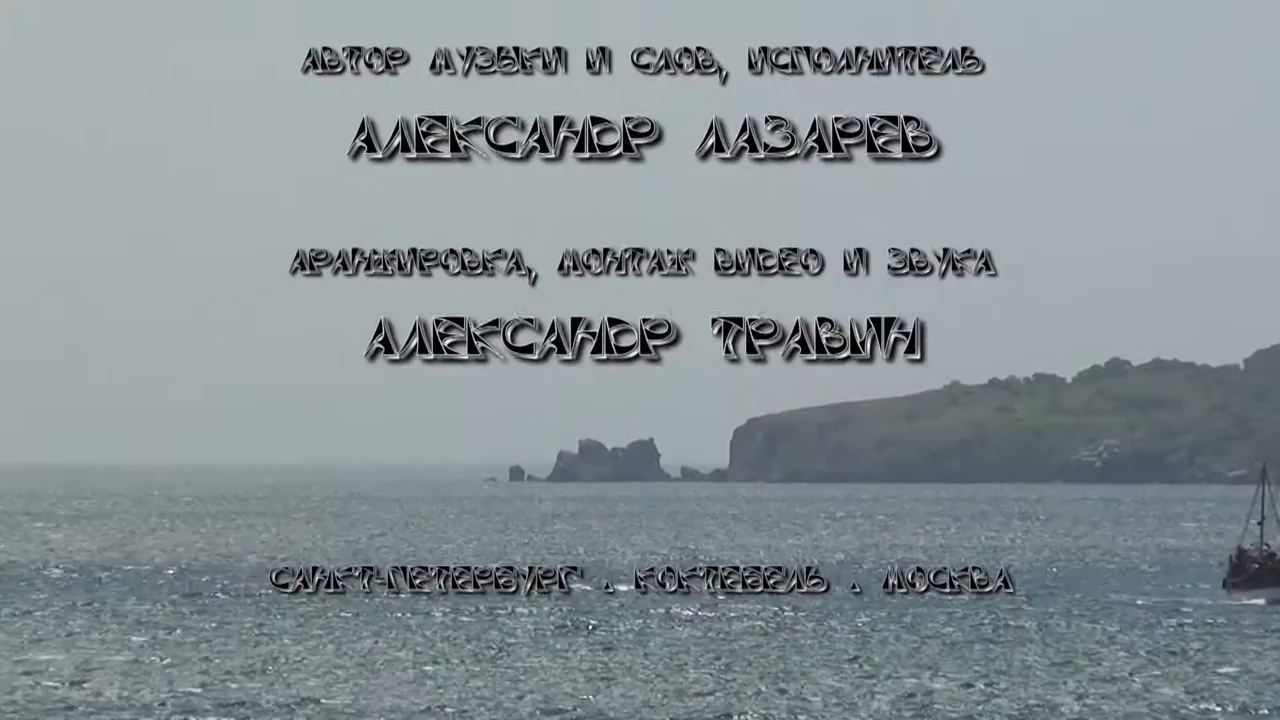 АВТОР МУЗЫКИ И СЛОВ, ИСПОЛНИТЕЛЬ
АЛЕКСАНДР ЛАЗАРЕВ
АРАНЖИРОВКА, МОНТАЖ ВИДЕО И ЗВУКА
АЛЕКСАНДР ТРАВИН
САНКТ-ПЕТЕРБУРГ . КОКТЕБЕЛЬ . МОСКВА